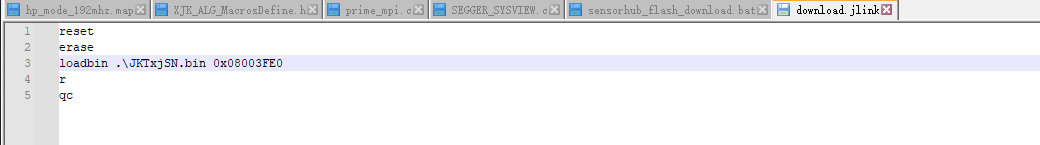 hp_mode_192mhz.map XJK_ALG_MacrosDefine.h prime_mpi.c SEGGER_SYSVIEW.c sensorhub_flash_download.bat download.jlink
1 reset
2 erase
3 loadbin .\JKTxjSN.bin 0x08003FE0
4 r
5 qc